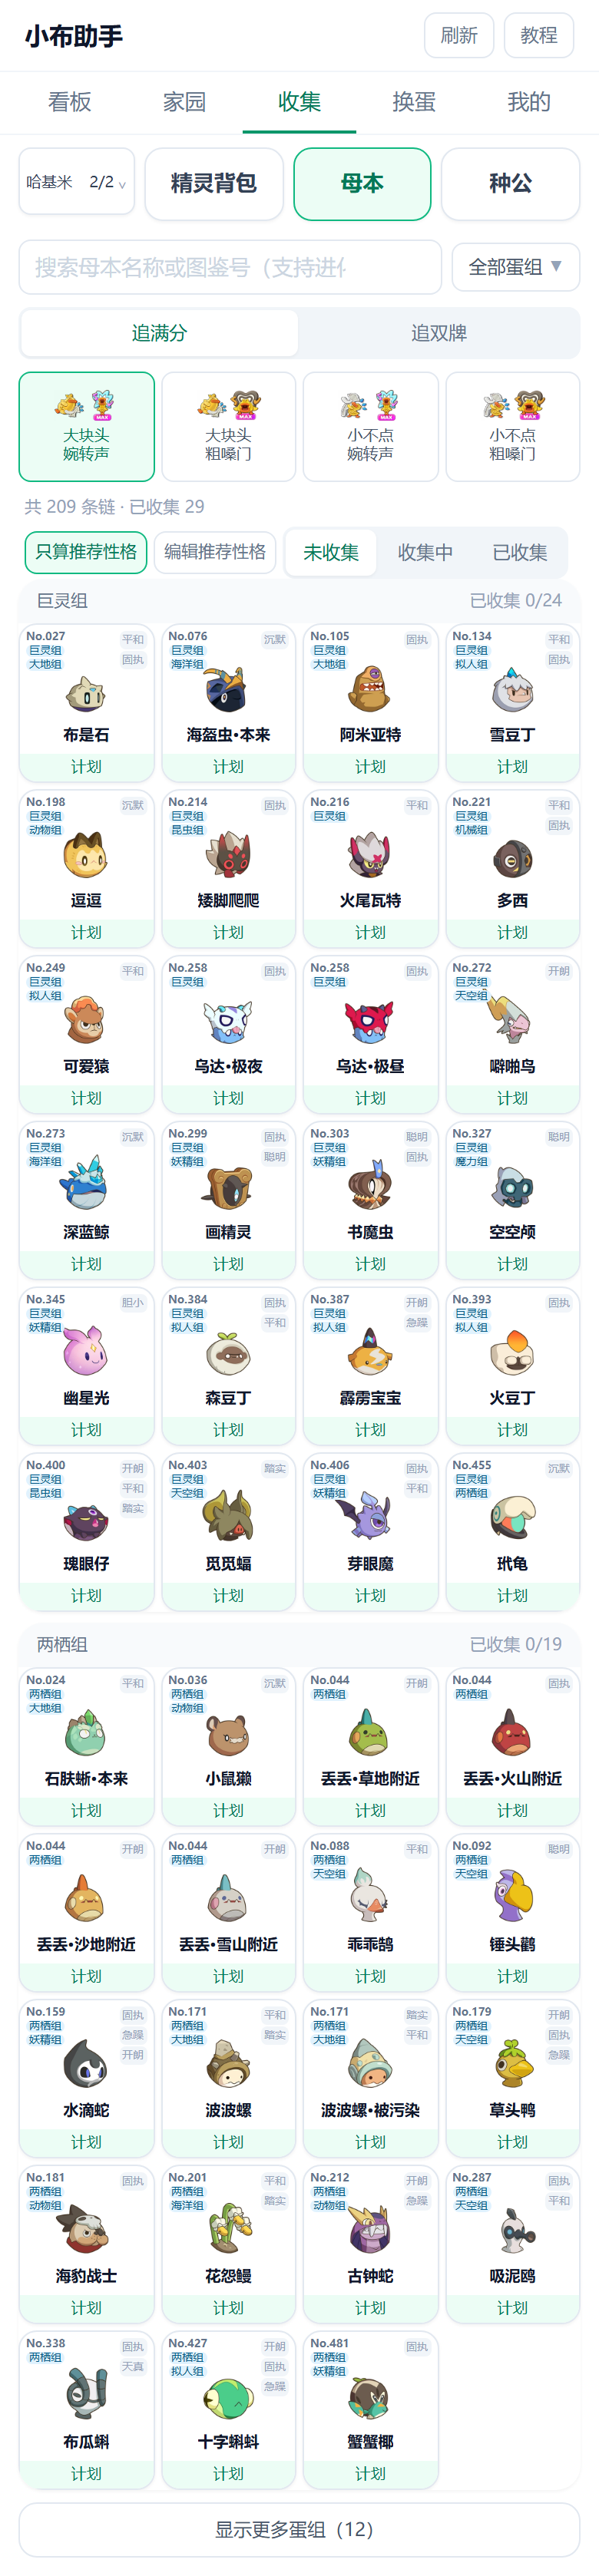 小布助手
刷新
教程
看板
家园
收集
换蛋
我的
哈基米 2/2
精灵背包
母本
种公
搜索母本名称或图鉴号（支持进化
全部蛋组 ▼
追满分
追双牌
MAX
大块头
婉转声
MAX
大块头
粗嗓门
MAX
小不点
婉转声
MAX
小不点
粗嗓门
共 209 条链 · 已收集 29
只算推荐性格
编辑推荐性格
未收集
收集中
已收集
巨灵组
已收集 0/24
No.027
巨灵组
大地组
平和
固执
布是石
计划
No.076
巨灵组
海洋组
沉默
海盔虫•本来
计划
No.105
巨灵组
大地组
固执
阿米亚特
计划
No.134
巨灵组
拟人组
平和
固执
雪豆丁
计划
No.198
巨灵组
动物组
沉默
逗逗
计划
No.214
巨灵组
昆虫组
固执
矮脚爬爬
计划
No.216
巨灵组
平和
火尾瓦特
计划
No.221
巨灵组
机械组
平和
固执
多西
计划
No.249
巨灵组
拟人组
平和
可爱猿
计划
No.258
巨灵组
固执
乌达•极夜
计划
No.258
巨灵组
固执
乌达•极昼
计划
No.272
巨灵组
天空组
开朗
噼啪鸟
计划
No.273
巨灵组
海洋组
沉默
深蓝鲸
计划
No.299
巨灵组
妖精组
固执
聪明
画精灵
计划
No.303
巨灵组
妖精组
聪明
固执
书魔虫
计划
No.327
巨灵组
魔力组
聪明
空空颅
计划
No.345
巨灵组
妖精组
胆小
幽星光
计划
No.384
巨灵组
拟人组
固执
平和
森豆丁
计划
No.387
巨灵组
拟人组
开朗
急躁
霹雳宝宝
计划
No.393
巨灵组
拟人组
固执
火豆丁
计划
No.400
巨灵组
昆虫组
开朗
平和
踏实
瑰眼仔
计划
No.403
巨灵组
天空组
踏实
觅觅蝠
计划
No.406
巨灵组
妖精组
固执
平和
芽眼魔
计划
No.455
巨灵组
两栖组
沉默
玳龟
计划
两栖组
已收集 0/19
No.024
两栖组
大地组
平和
石肤蜥•本来
计划
No.036
两栖组
动物组
沉默
小鼠獭
计划
No.044
两栖组
开朗
丢丢•草地附近
计划
No.044
两栖组
固执
丢丢•火山附近
计划
No.044
两栖组
开朗
丢丢•沙地附近
计划
No.044
两栖组
开朗
丢丢•雪山附近
计划
No.088
两栖组
天空组
平和
乖乖鹄
计划
No.092
两栖组
天空组
聪明
锤头鹳
计划
No.159
两栖组
妖精组
固执
急躁
开朗
水滴蛇
计划
No.171
两栖组
大地组
平和
踏实
波波螺
计划
No.171
两栖组
大地组
踏实
平和
波波螺•被污染
计划
No.179
两栖组
天空组
开朗
固执
急躁
草头鸭
计划
No.181
两栖组
动物组
固执
海豹战士
计划
No.201
两栖组
海洋组
平和
踏实
花怨鳗
计划
No.212
两栖组
动物组
开朗
急躁
古钟蛇
计划
No.287
两栖组
天空组
固执
平和
吸泥鸥
计划
No.338
两栖组
固执
天真
布瓜蝌
计划
No.427
两栖组
拟人组
开朗
固执
急躁
十字蝌蚪
计划
No.481
两栖组
妖精组
固执
蟹蟹椰
计划
显示更多蛋组（12）